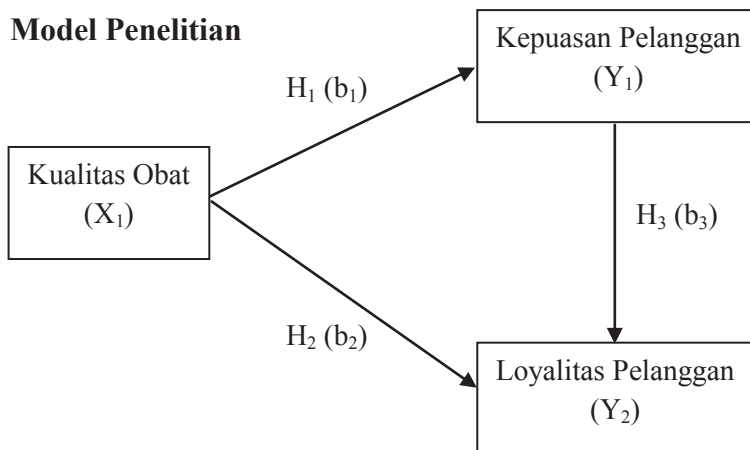 Model Penelitian
Kepuasan Pelanggan
(Y₁)
H₁ (b₁)
Kualitas Obat
(X₁)
H₃ (b₃)
H₂ (b₂)
Loyalitas Pelanggan
(Y₂)